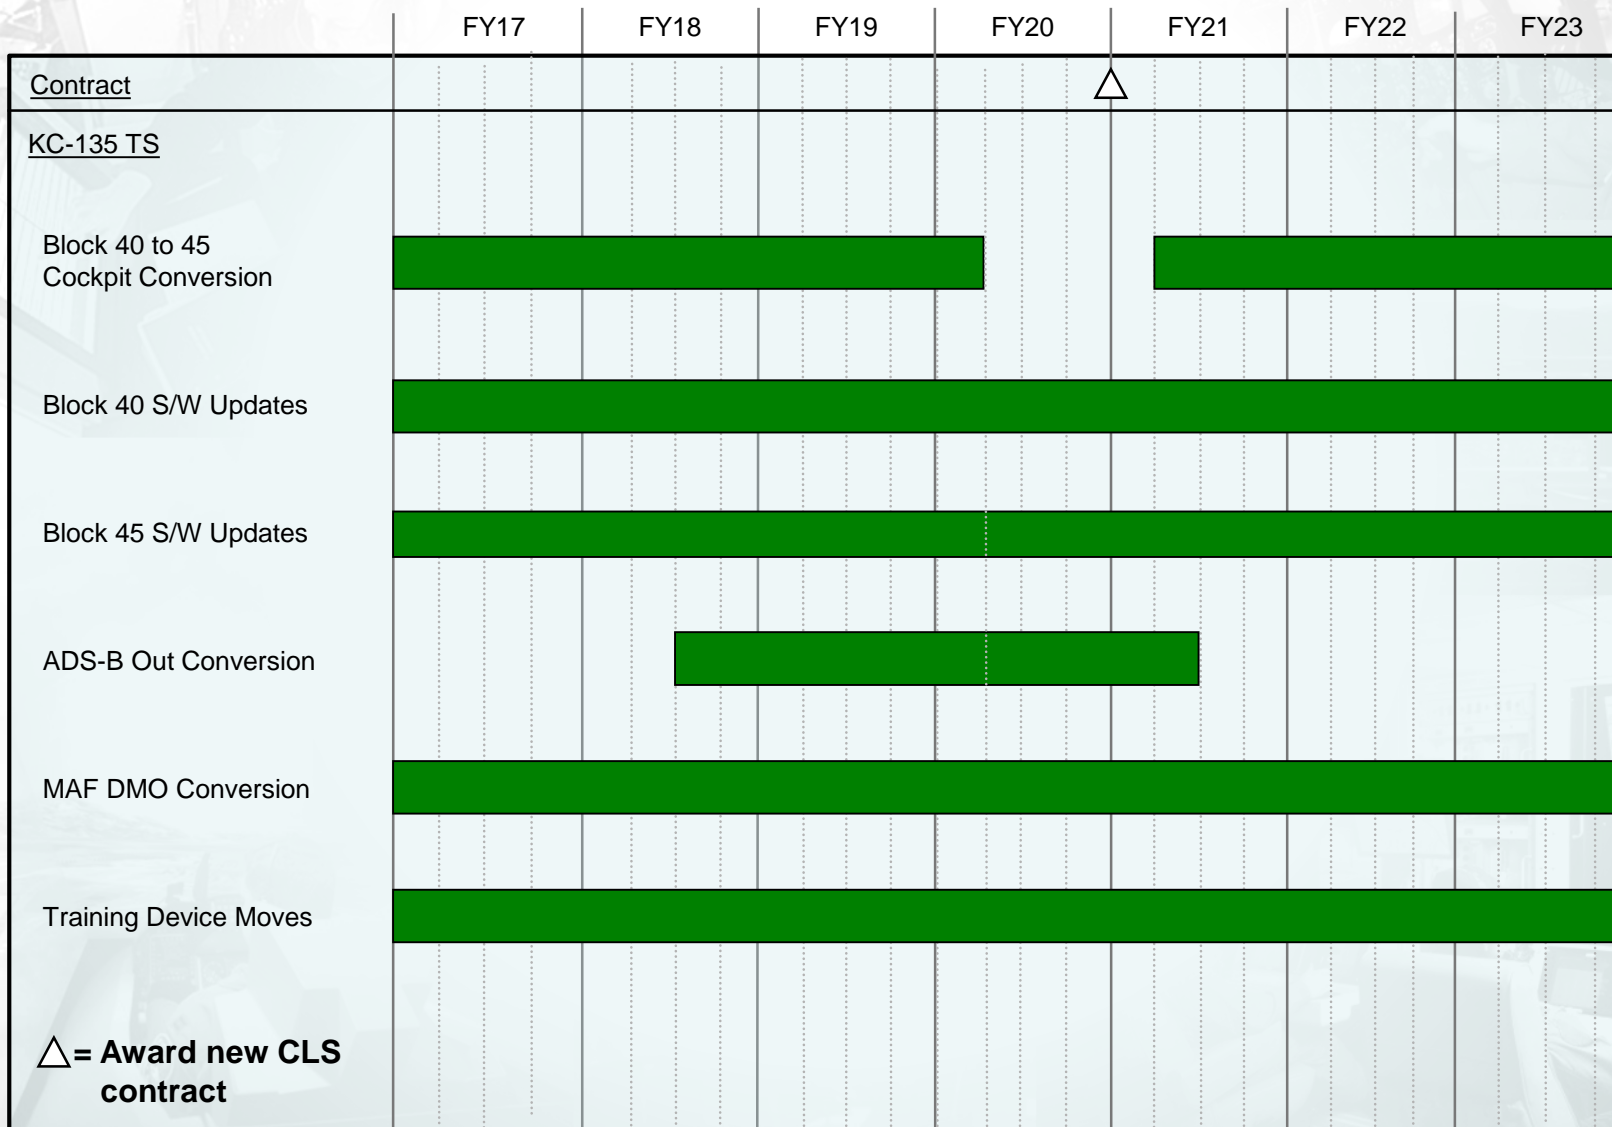 FY17 FY18 FY19 FY20 FY21 FY22 FY23
Contract
KC-135 TS
Block 40 to 45
Cockpit Conversion
Block 40 S/W Updates
Block 45 S/W Updates
ADS-B Out Conversion
MAF DMO Conversion
Training Device Moves
= Award new CLS
contract